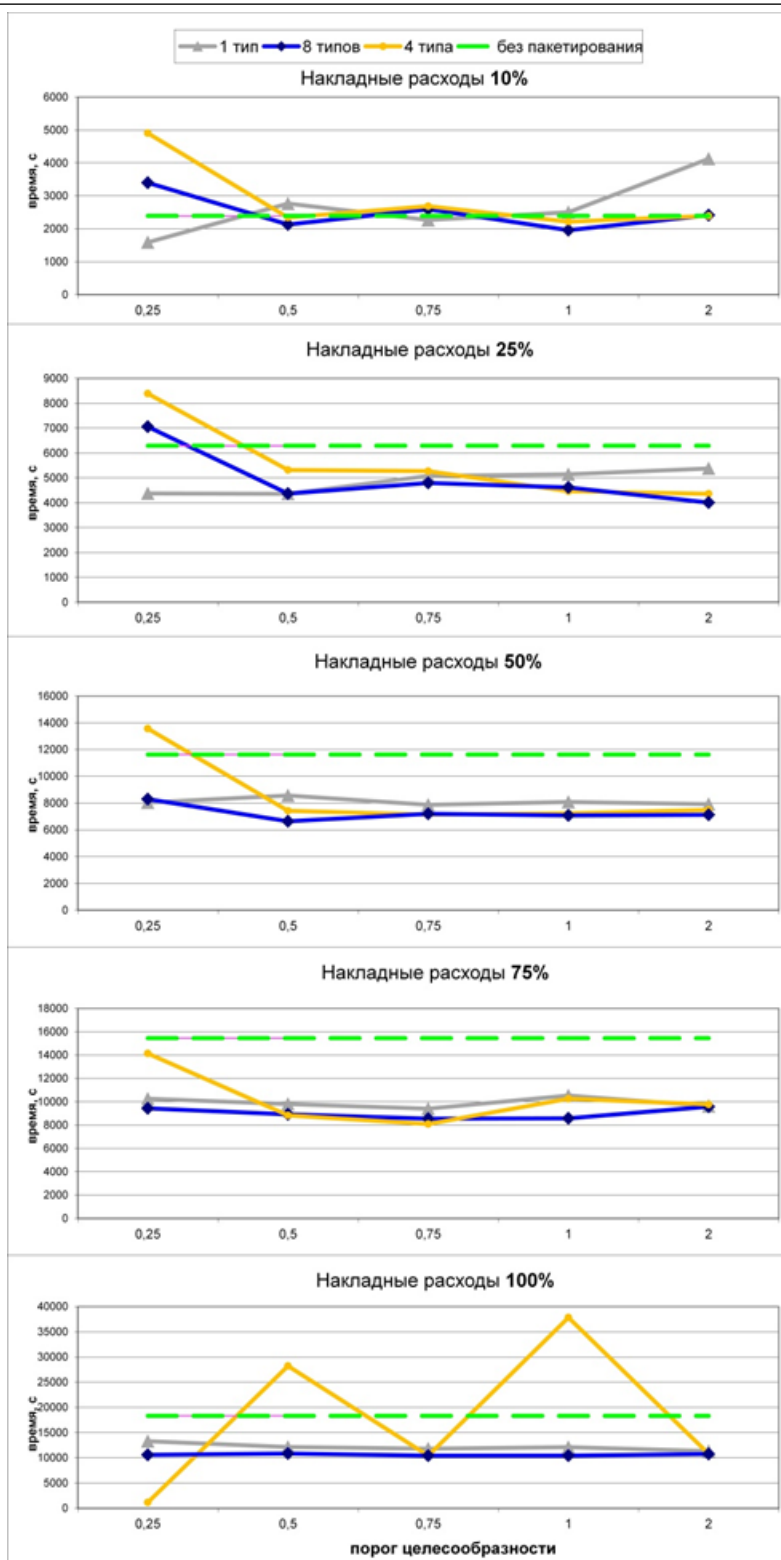 1 тип 8 типов 4 типа без пакетирования
Накладные расходы 10%
время, с
6000
5000
4000
3000
2000
1000
0
0,25 0,5 0,75 1 2
Накладные расходы 25%
время, с
9000
8000
7000
6000
5000
4000
3000
2000
1000
0
0,25 0,5 0,75 1 2
Накладные расходы 50%
время, с
16000
14000
12000
10000
8000
6000
4000
2000
0
0,25 0,5 0,75 1 2
Накладные расходы 75%
время, с
18000
16000
14000
12000
10000
8000
6000
4000
2000
0
0,25 0,5 0,75 1 2
Накладные расходы 100%
время, с
40000
35000
30000
25000
20000
15000
10000
5000
0
0,25 0,5 0,75 1 2
порог целесообразности